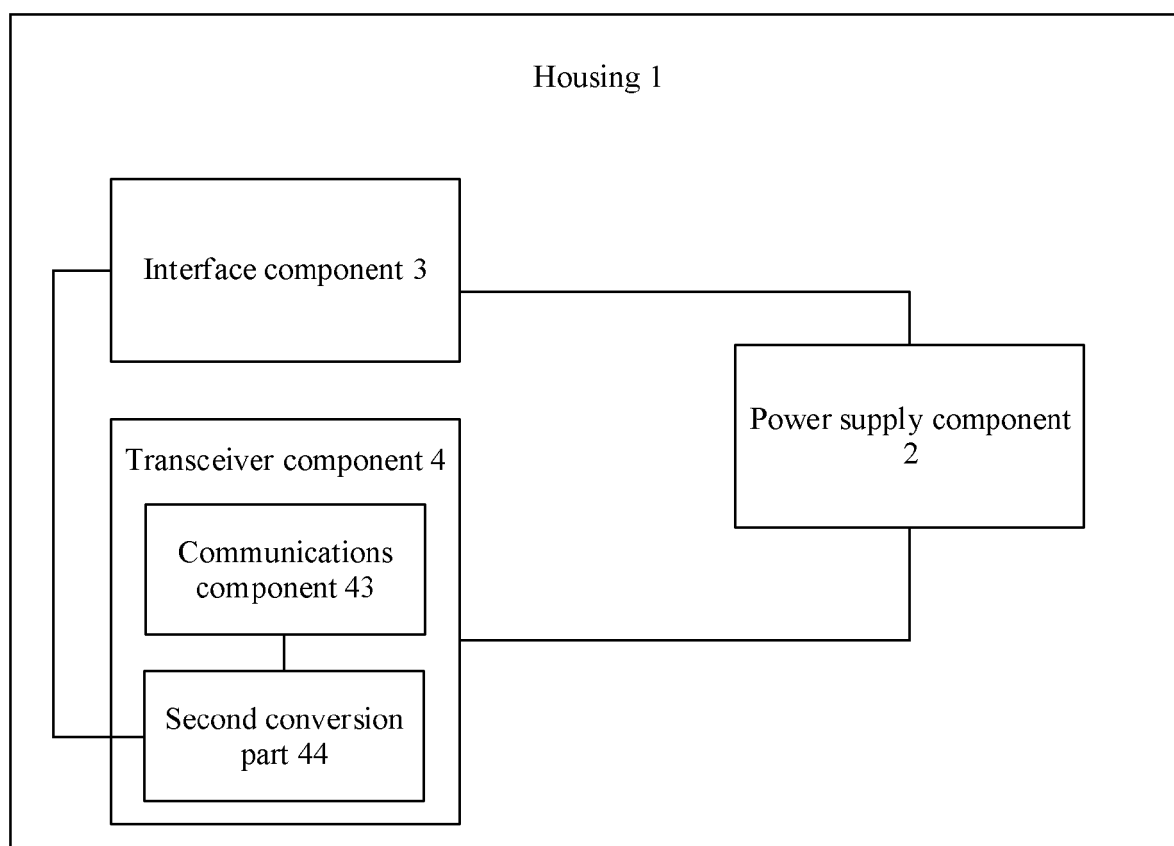 Housing 1
Interface component 3
Power supply component
2
Transceiver component 4
Communications
component 43
Second conversion
part 44